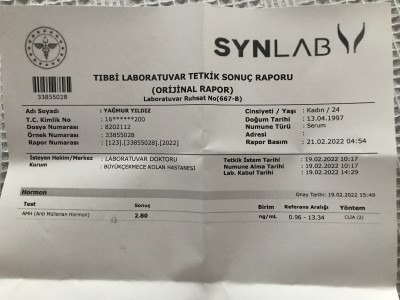 SYNLAB
TIBBİ LABORATUVAR TETKİK SONUÇ RAPORU
(ORİJİNAL RAPOR)
Laboratuvar Ruhsat No(667-B)
33855028
Adı Soyadı : YAĞMUR YILDIZ Cinsiyeti / Yaşı : Kadın / 24
T.C. Kimlik No : 16******200 Doğum Tarihi : 13.04.1997
Dosya Numarası : 8202112 Numune Türü : Serum
Örnek Numarası : 33855028 Adresi :
Rapor Numarası : [123].[33855028].[2022] Rapor Basım : 21.02.2022 04:54
İsteyen Hekim/Merkez : LABORATUVAR DOKTORU Tetkik İstem Tarihi : 19.02.2022 10:17
Kurum : BÜYÜKÇEKMECE KOLAN HASTANESİ Numune Alma Tarihi : 19.02.2022 10:17
Lab. Kabul Tarihi : 19.02.2022 14:29
Hormon Onay Tarihi: 19.02.2022 15:49
Test Sonuç Birim Referans Aralığı Yöntem
AMH (Anti Müllerian Hormon) 2.80 ng/mL 0.96 - 13.34 CLIA (2)